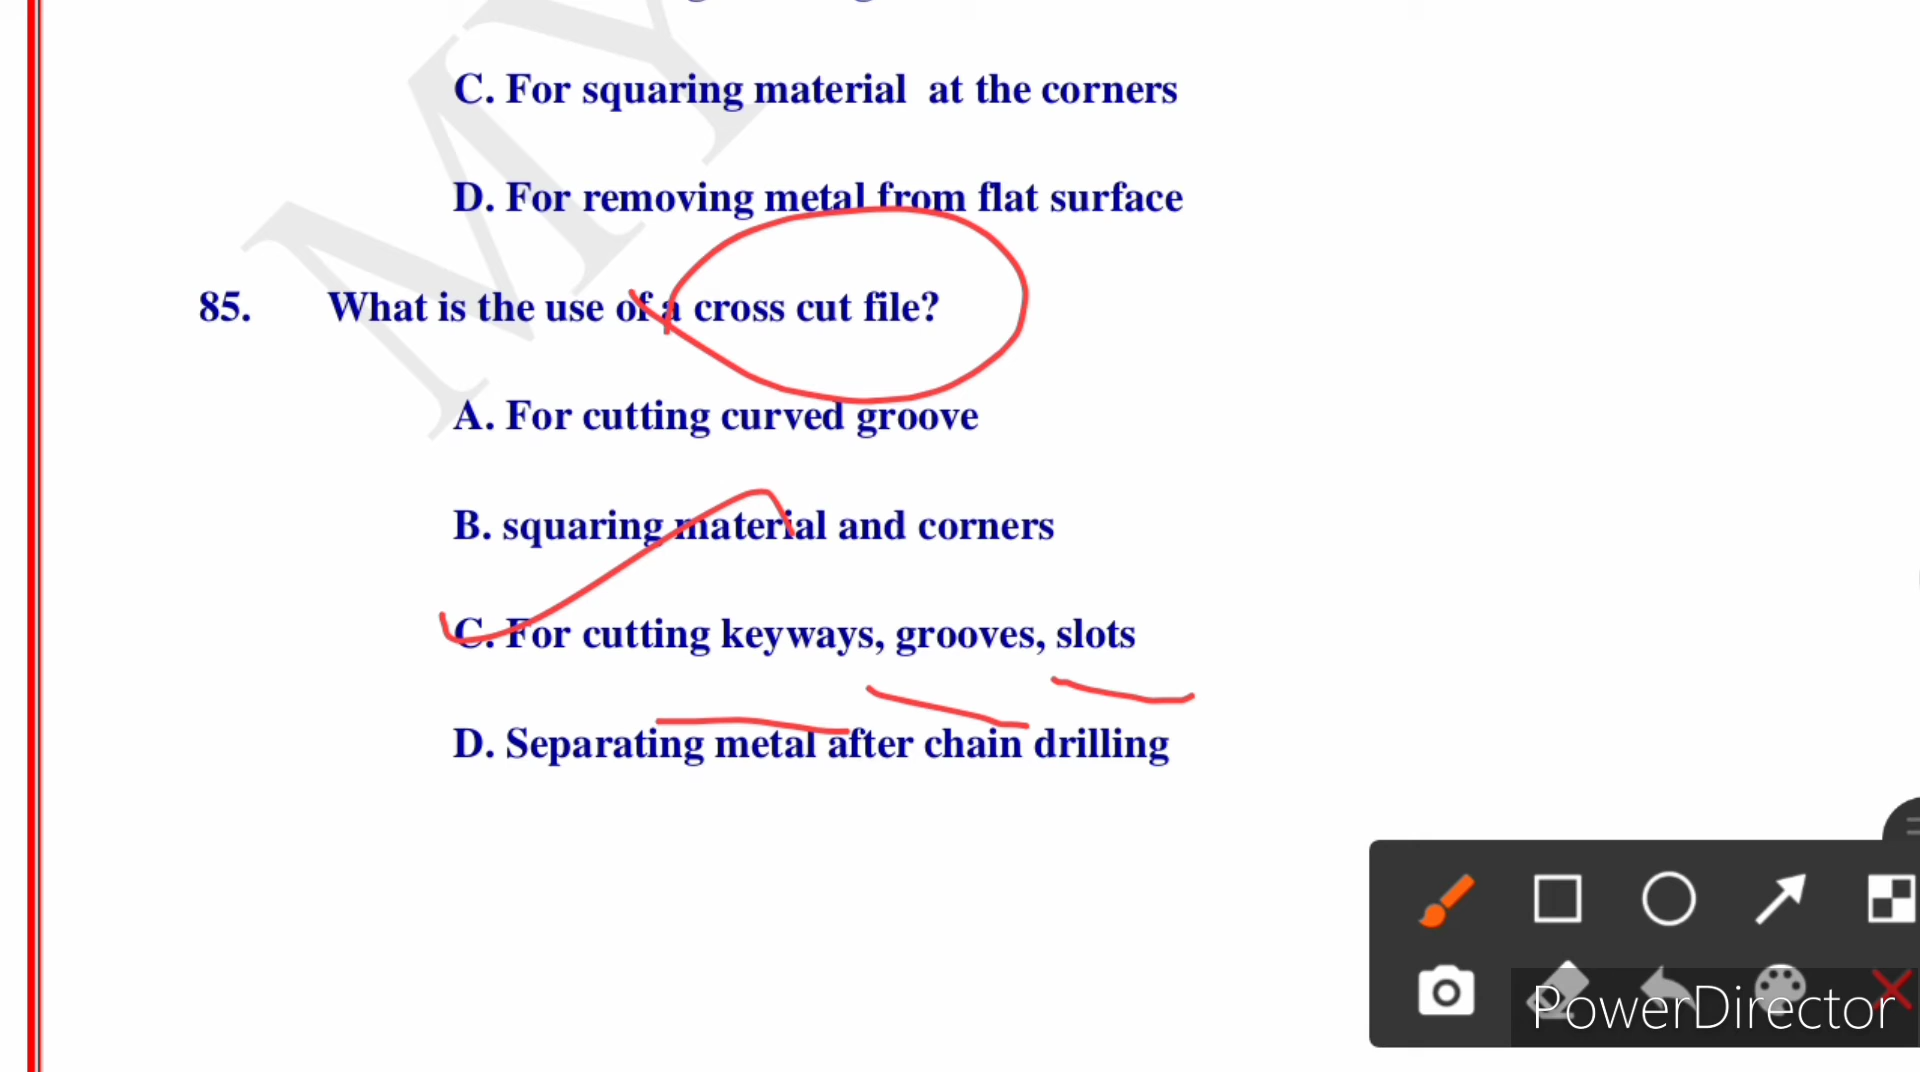 C. For squaring material at the corners
D. For removing metal from flat surface
85. What is the use of a cross cut file?
A. For cutting curved groove
B. squaring material and corners
C. For cutting keyways, grooves, slots
D. Separating metal after chain drilling
PowerDirector
MY